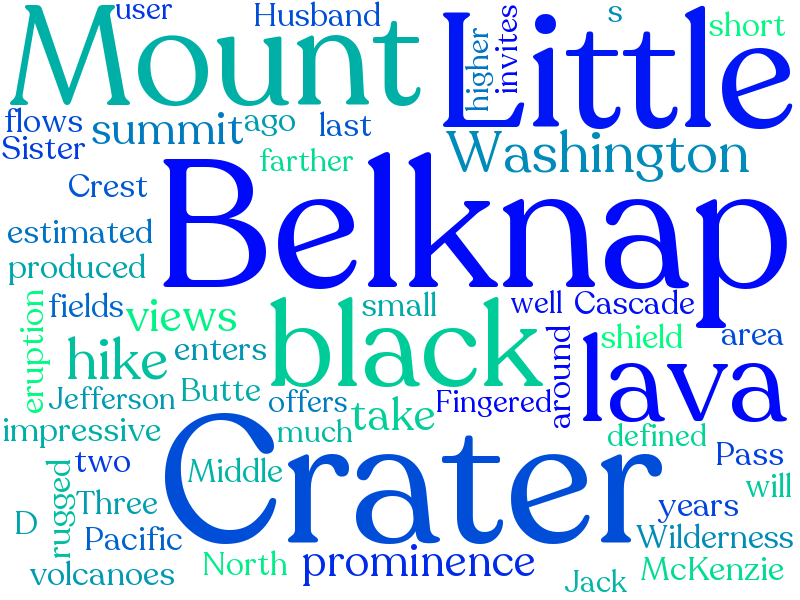 user
Husband
s
short
Mount
Little
higher
invites
flows
summit
ago
last
Sister
farther
Washington
Crest
Belknap
estimated
produced
eruption
fields
views
small
well
Cascade
black
shield
area
hike
enters
around
lava
Jefferson
Butte
offers
take
Fingered
impressive
much
defined
Crater
two
Middle
Pass
rugged
Three
will
D
years
Pacific
Wilderness
North
prominence
McKenzie
volcanoes
Jack